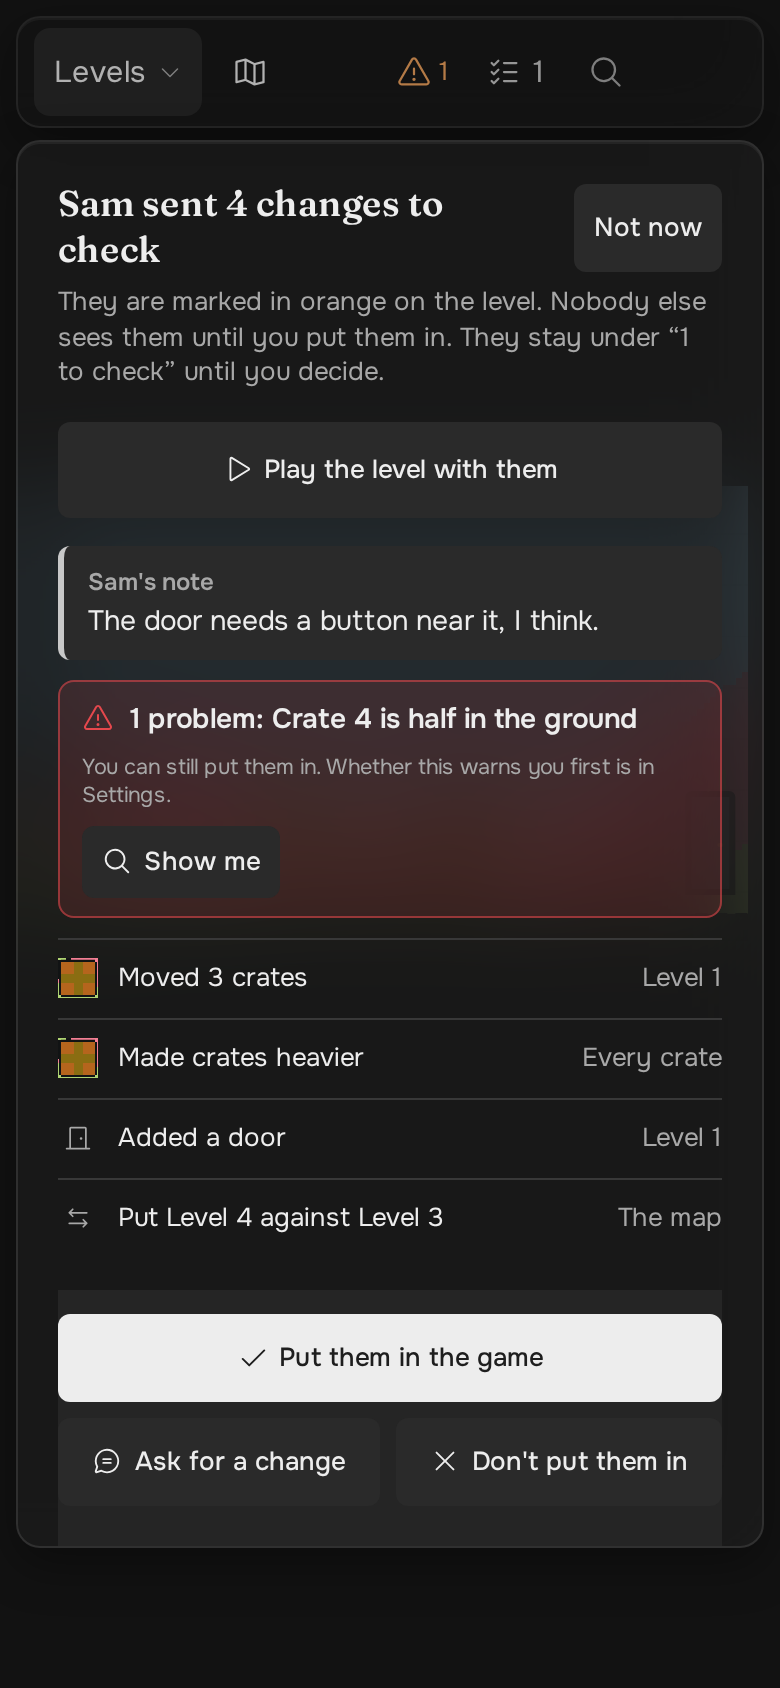 Levels
1
1
Sam sent 4 changes to
check
Not now
They are marked in orange on the level. Nobody else
sees them until you put them in. They stay under “1
to check” until you decide.
Play the level with them
Sam's note
The door needs a button near it, I think.
1 problem: Crate 4 is half in the ground
You can still put them in. Whether this warns you first is in
Settings.
Show me
Moved 3 crates
Level 1
Made crates heavier
Every crate
Added a door
Level 1
Put Level 4 against Level 3
The map
Put them in the game
Ask for a change
Don't put them in